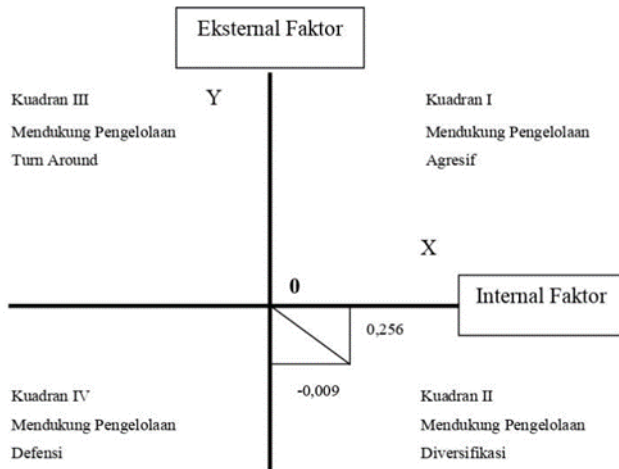 Eksternal Faktor
Kuadran III
Mendukung Pengelolaan
Turn Around
Y
Kuadran I
Mendukung Pengelolaan
Agresif
X
0
Internal Faktor
0,256
-0,009
Kuadran IV
Mendukung Pengelolaan
Defensi
Kuadran II
Mendukung Pengelolaan
Diversifikasi